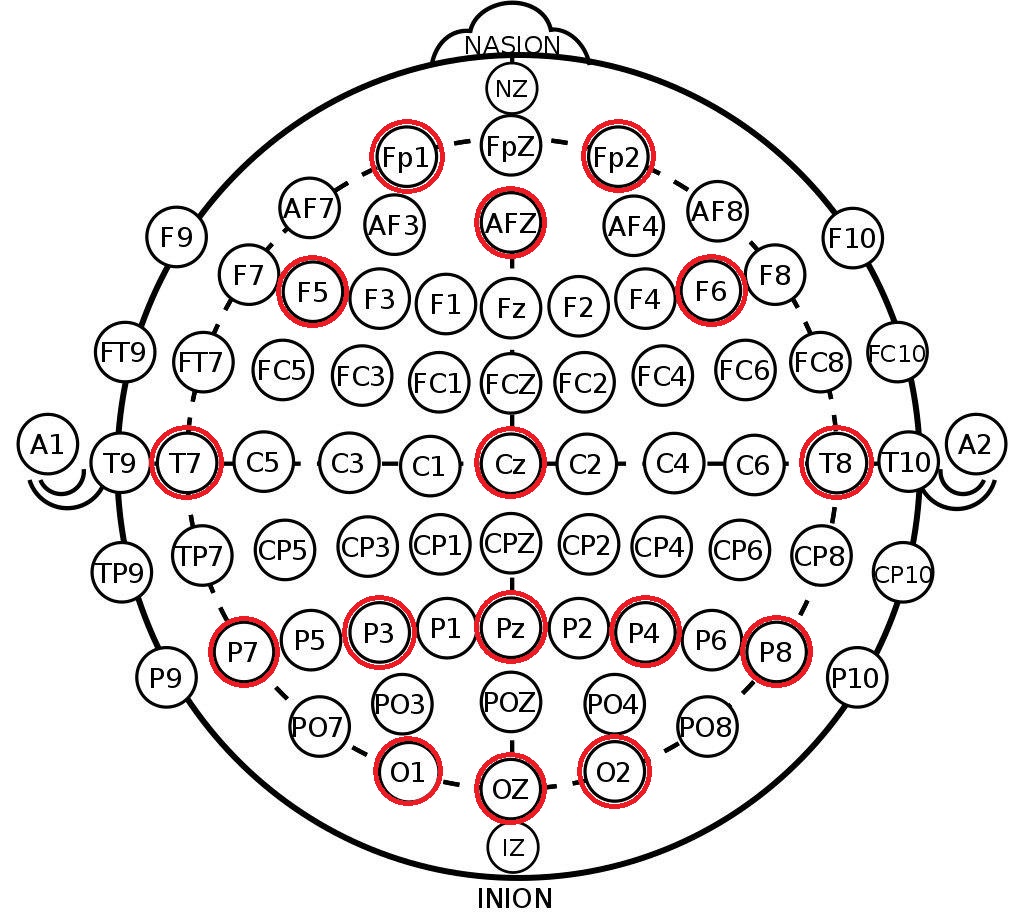 NASION
NZ
Fp1 FpZ Fp2
AF7 AF3 AFZ AF4 AF8
F9 F10
F7 F5 F3 F1 Fz F2 F4 F6 F8
FT9 FT7 FC5 FC3 FC1 FCZ FC2 FC4 FC6 FC8 FC10
A1 T9 T7 C5 C3 C1 Cz C2 C4 C6 T8 T10 A2
TP9 TP7 CP5 CP3 CP1 CPZ CP2 CP4 CP6 CP8 CP10
P7 P5 P3 P1 Pz P2 P4 P6 P8
P9 P10
PO7 PO3 POZ PO4 PO8
O1 OZ O2
IZ
INION